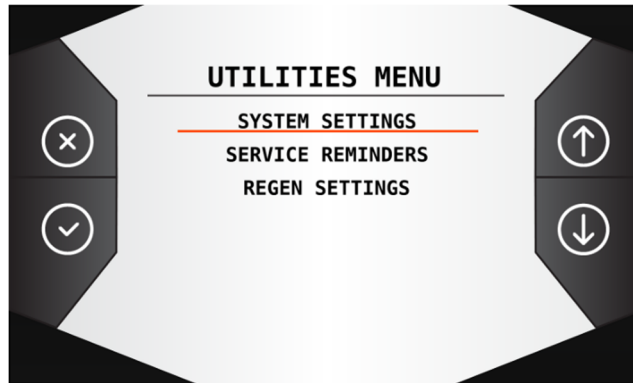 UTILITIES MENU
SYSTEM SETTINGS
SERVICE REMINDERS
REGEN SETTINGS